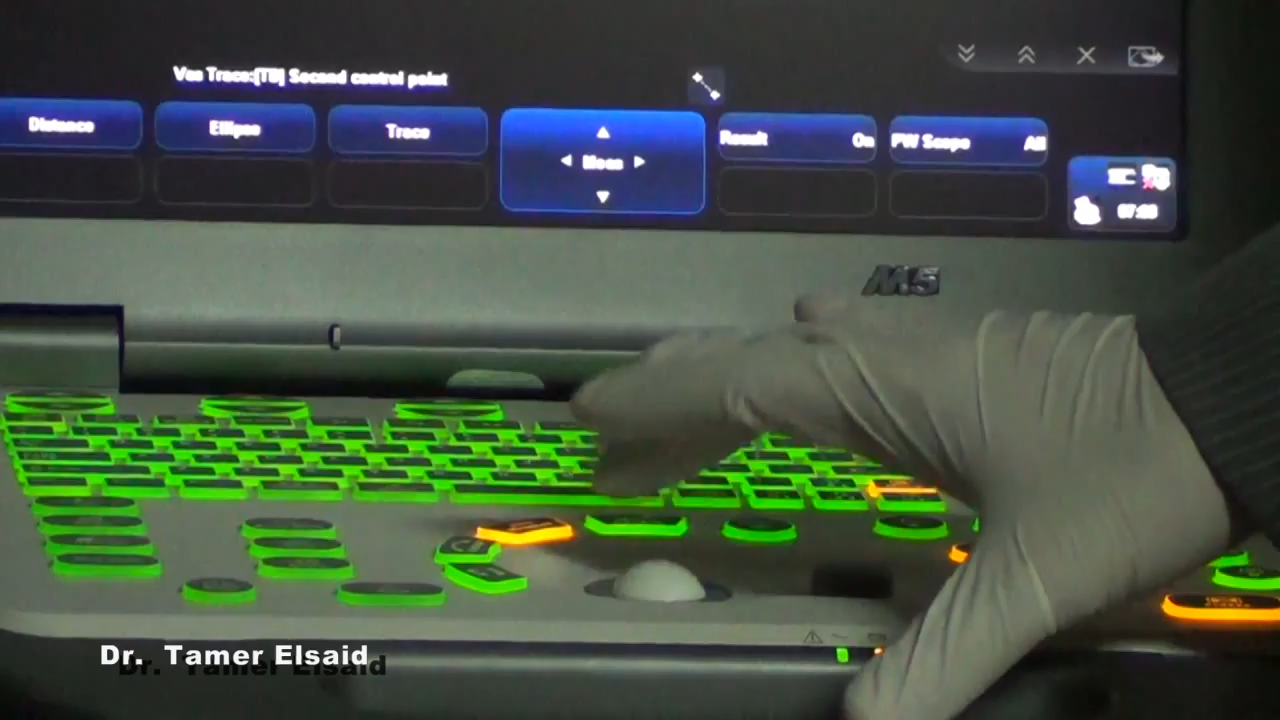 Vas Trace:[TB] Second control point
Distance
Ellipse
Trace
Mean
Result On
PW Scope All
M5
Dr. Tamer Elsaid